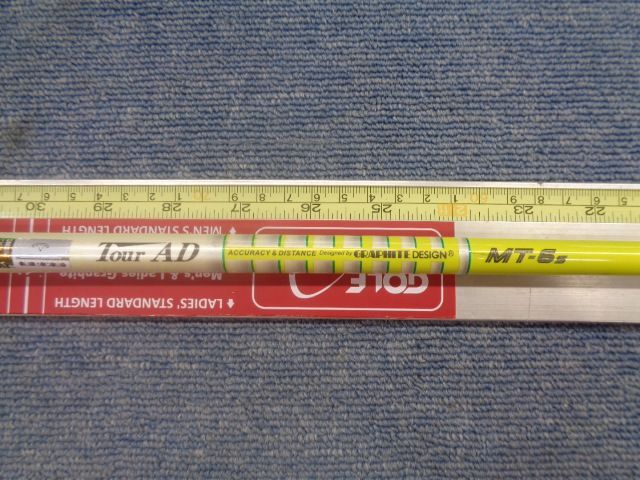 Tour AD ACCURACY & DISTANCE Designed by GRAPHITE DESIGN® MT-6s
30 29 28 27 26 25 24 23 22
MEN'S STANDARD LENGTH
Men's & Ladies Graphite
LADIES' STANDARD LENGTH
GOLF